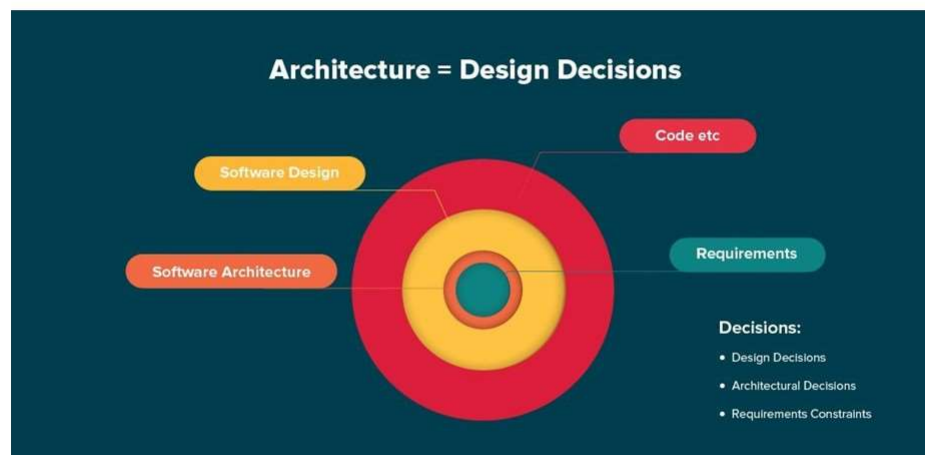 Architecture = Design Decisions
Code etc
Software Design
Requirements
Software Architecture
Decisions:
• Design Decisions
• Architectural Decisions
• Requirements Constraints